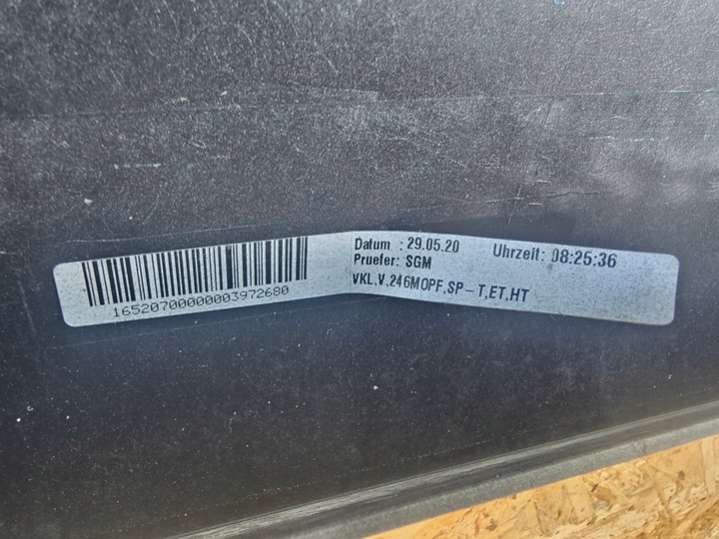 Datum : 29.05.20 Uhrzeit: 08:25:36
Pruefer: SGM
VKL.V.246MOPF.SP-T.ET.HT
16520700000003972680